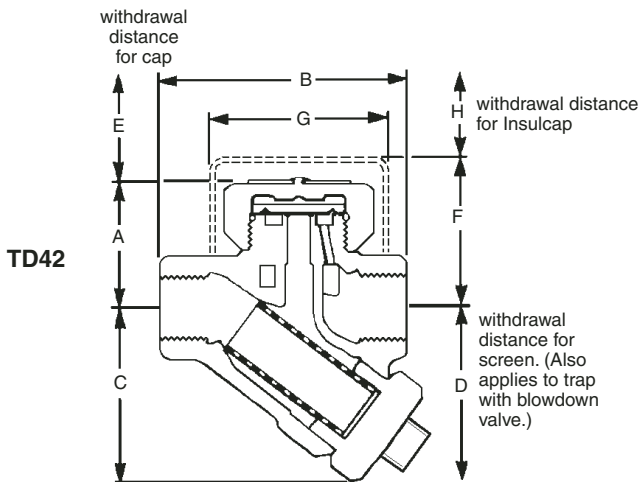 withdrawal
distance
for cap
B
E
G
H
withdrawal distance
for Insulcap
A
F
TD42
C
D
withdrawal
distance for
screen. (Also
applies to trap
with blowdown
valve.)